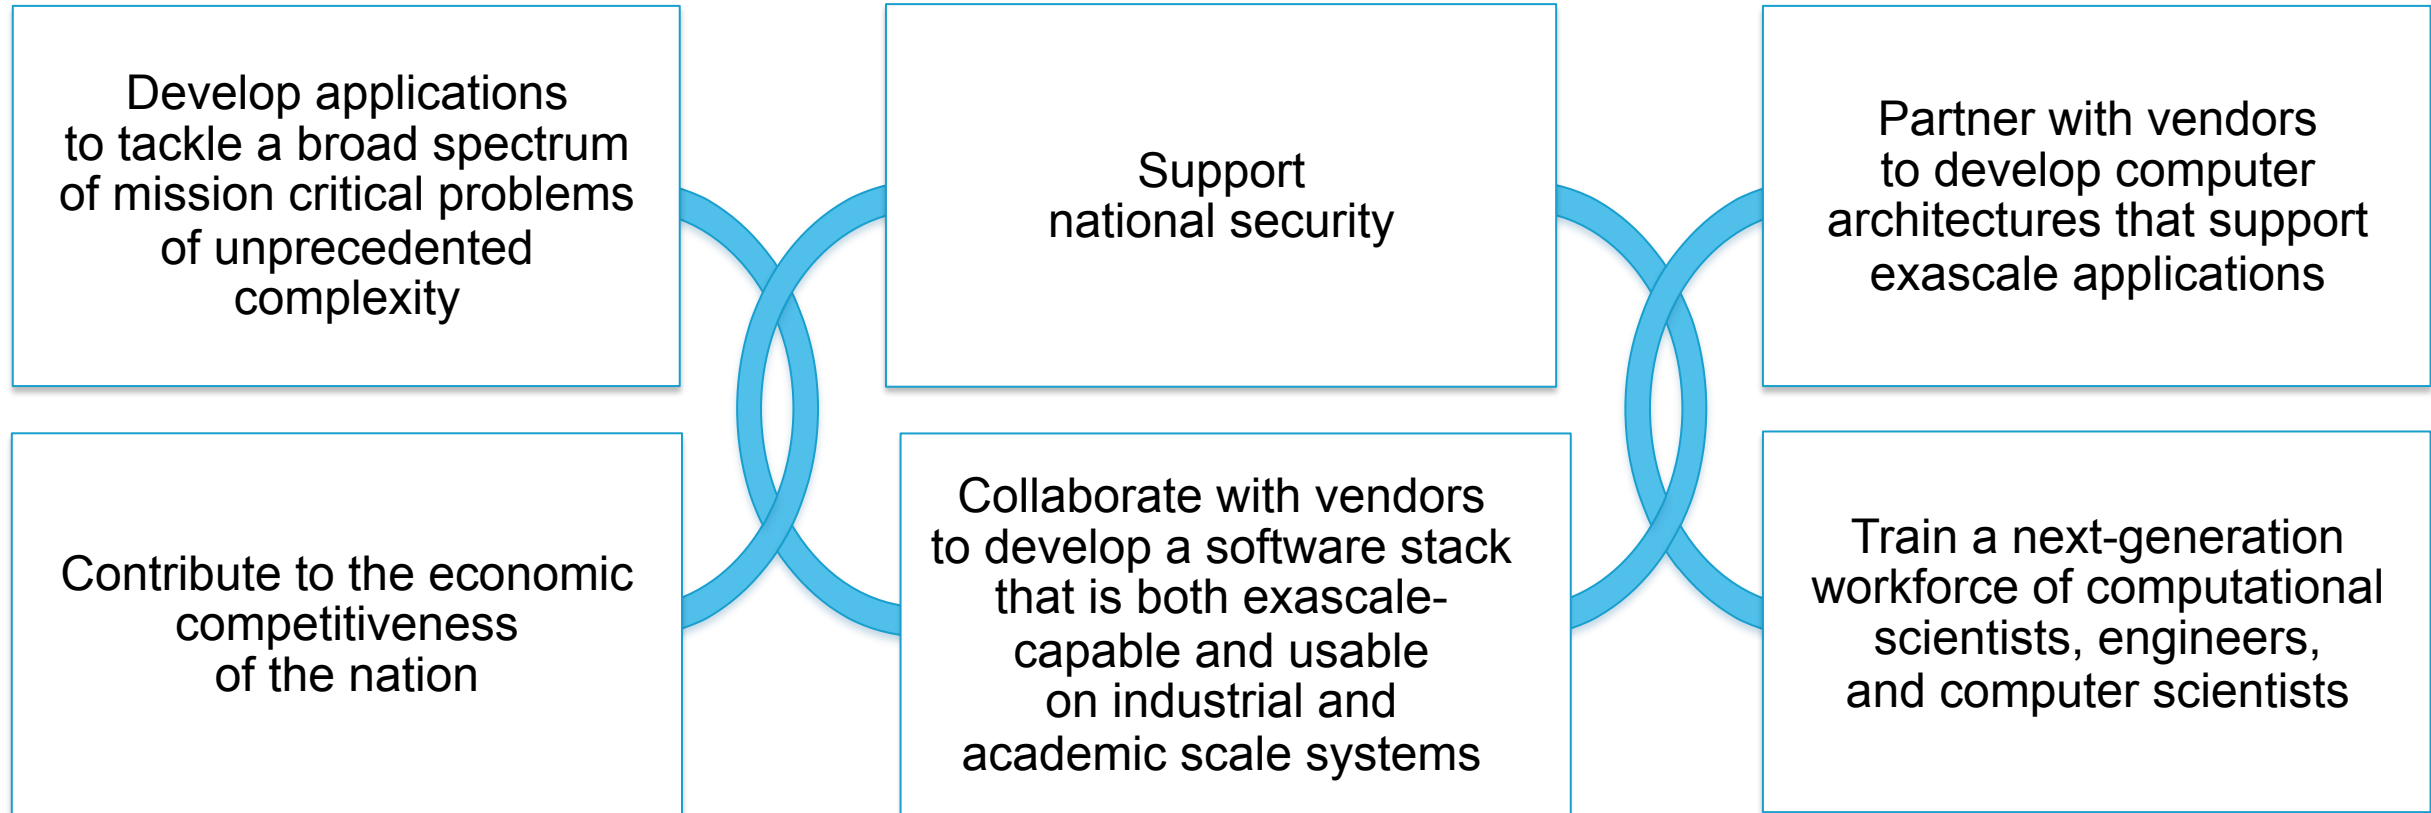 Develop applications
to tackle a broad spectrum
of mission critical problems
of unprecedented
complexity
Support
national security
Partner with vendors
to develop computer
architectures that support
exascale applications
Contribute to the economic
competitiveness
of the nation
Collaborate with vendors
to develop a software stack
that is both exascale-
capable and usable
on industrial and
academic scale systems
Train a next-generation
workforce of computational
scientists, engineers,
and computer scientists